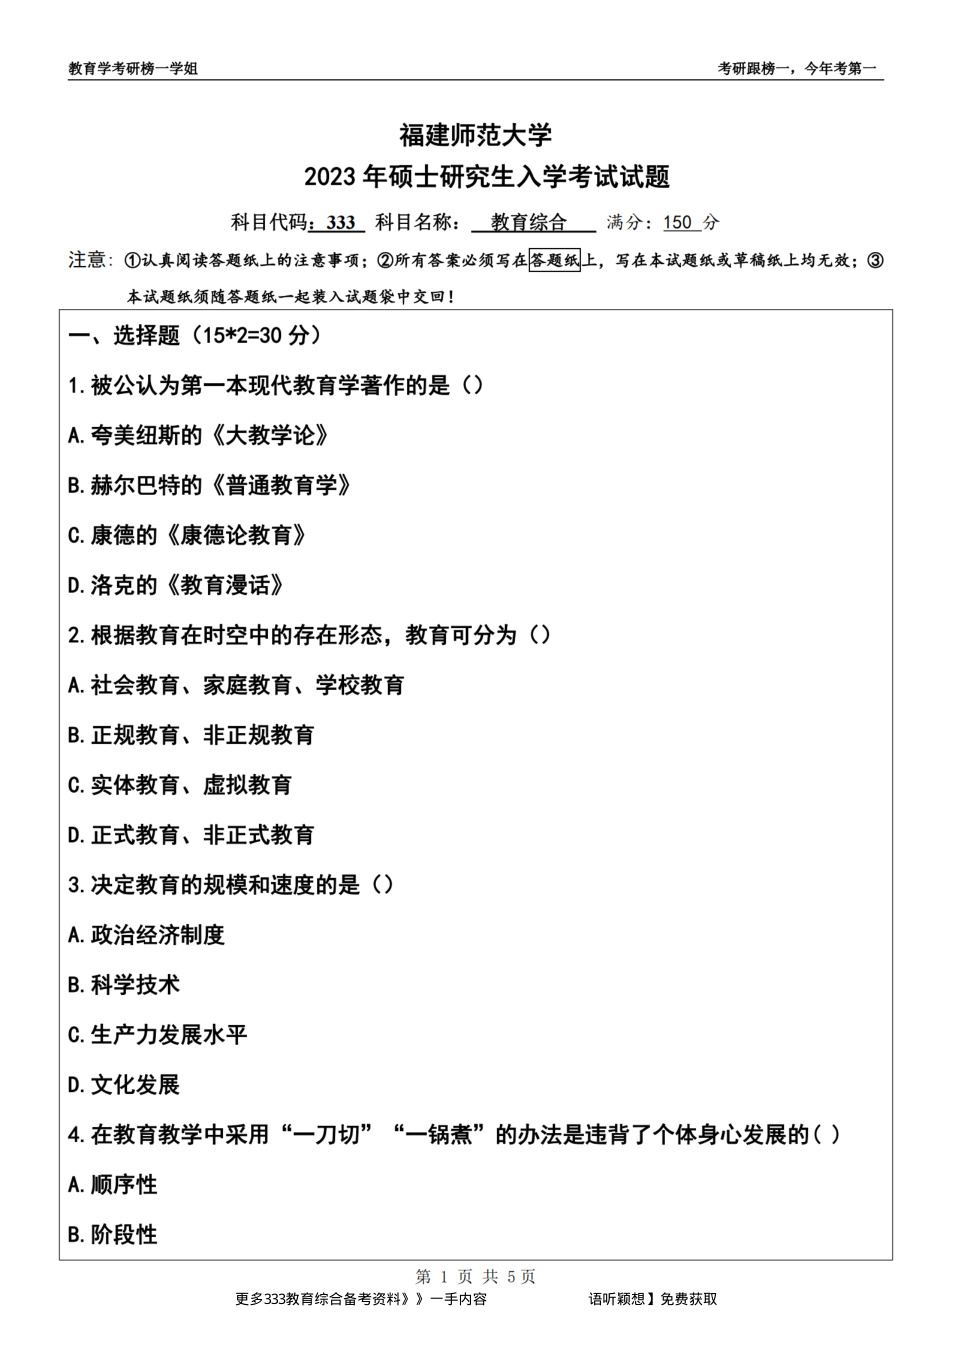 教育学考研榜一学姐 考研跟榜一，今年考第一
福建师范大学
2023 年硕士研究生入学考试试题
科目代码：333 科目名称： 教育综合 满分：150 分
注意：①认真阅读答题纸上的注意事项；②所有答案必须写在答题纸上，写在本试题纸或草稿纸上均无效；③
本试题纸须随答题纸一起装入试题袋中交回！
一、选择题（15*2=30 分）
1.被公认为第一本现代教育学著作的是（）
A.夸美纽斯的《大教学论》
B.赫尔巴特的《普通教育学》
C.康德的《康德论教育》
D.洛克的《教育漫话》
2.根据教育在时空中的存在形态，教育可分为（）
A.社会教育、家庭教育、学校教育
B.正规教育、非正规教育
C.实体教育、虚拟教育
D.正式教育、非正式教育
3.决定教育的规模和速度的是（）
A.政治经济制度
B.科学技术
C.生产力发展水平
D.文化发展
4.在教育教学中采用“一刀切”“一锅煮”的办法是违背了个体身心发展的( )
A.顺序性
B.阶段性
第 1 页 共 5页
更多333教育综合备考资料》》一手内容 语听颖想】免费获取